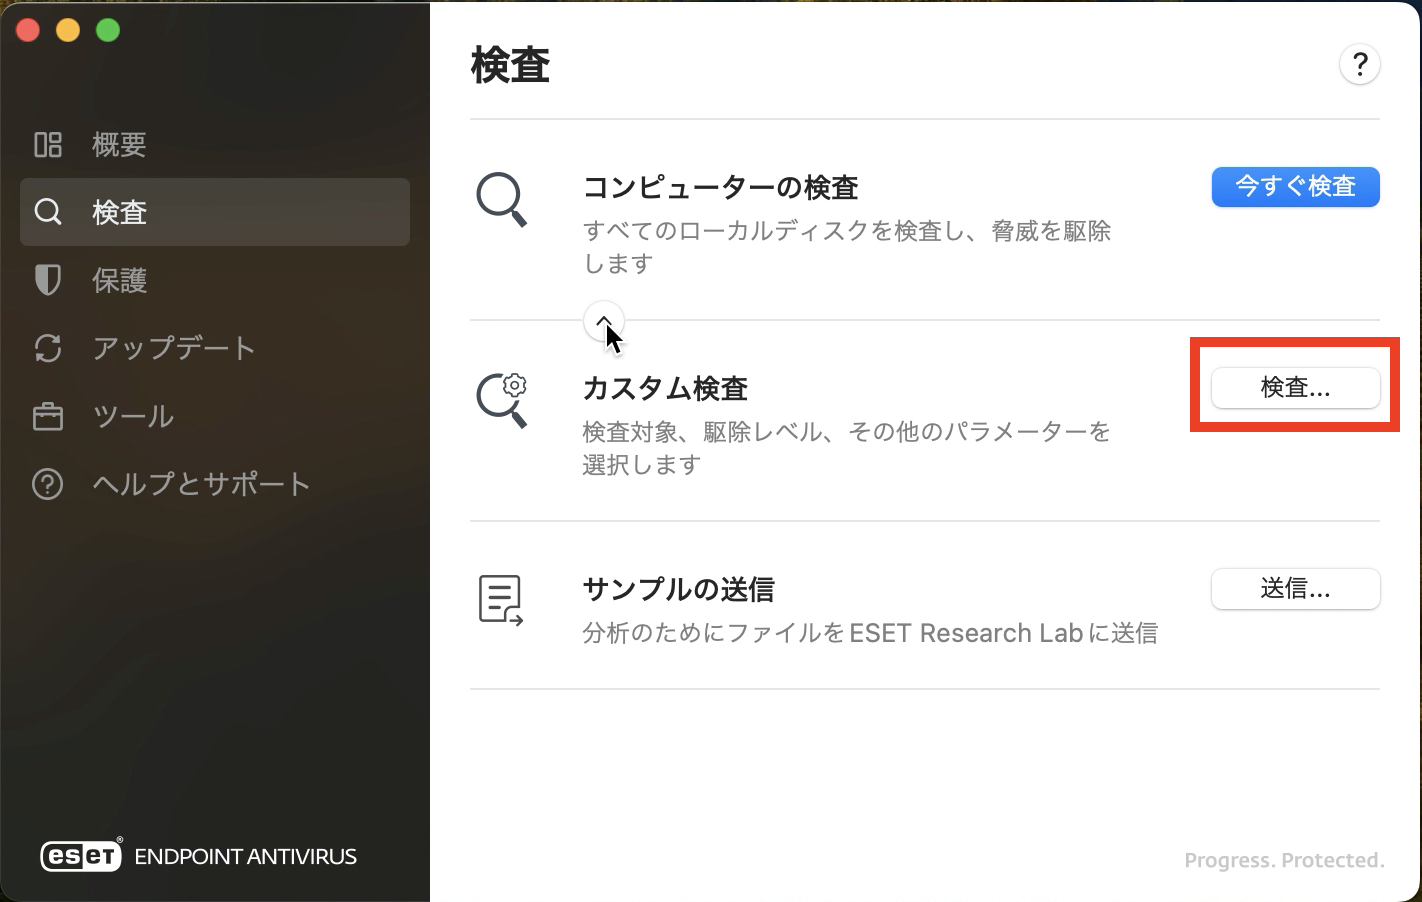 概要
検査
保護
アップデート
ツール
ヘルプとサポート
eseT® ENDPOINT ANTIVIRUS
検査
?
コンピューターの検査
今すぐ検査
すべてのローカルディスクを検査し、脅威を駆除
します
カスタム検査
検査...
検査対象、駆除レベル、その他のパラメーターを
選択します
サンプルの送信
送信...
分析のためにファイルをESET Research Labに送信
Progress. Protected.